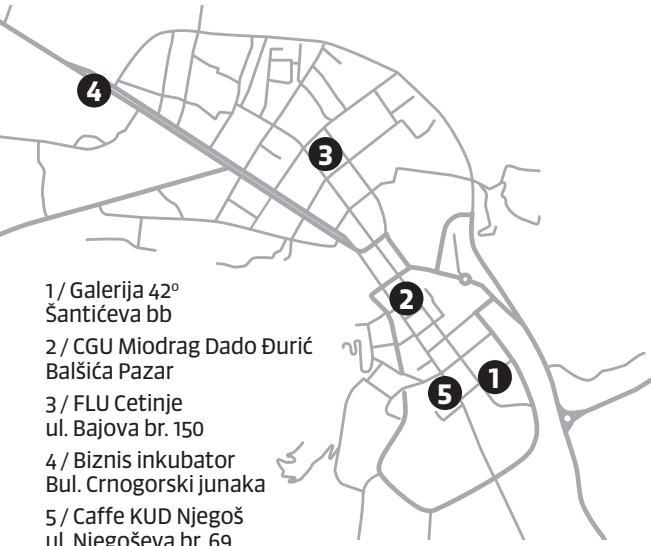 4
3
2
1
5
1 / Galerija 42º
Šantićeva bb
2 / CGU Miodrag Dado Đurić
Balšića Pazar
3 / FLU Cetinje
ul. Bajova br. 150
4 / Biznis inkubator
Bul. Crnogorski junaka
5 / Caffe KUD Njegoš
ul. Njegoševa br. 69